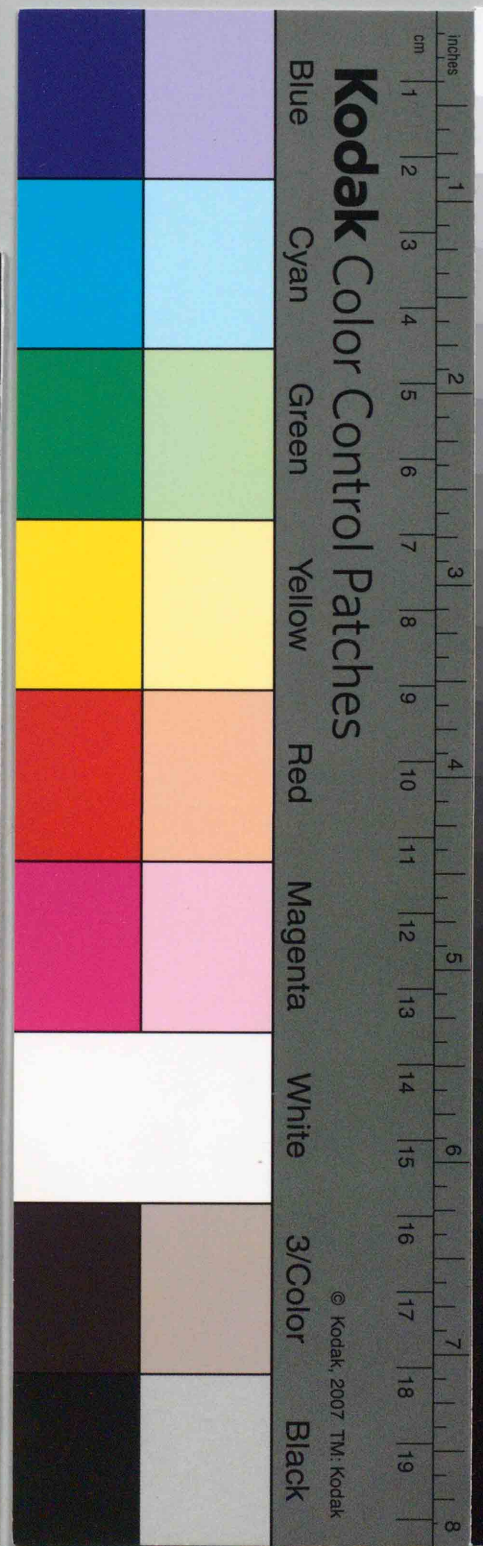 inches 1 2 3 4 5 6 7 8
cm 1 2 3 4 5 6 7 8 9 10 11 12 13 14 15 16 17 18 19
Kodak Color Control Patches
© Kodak, 2007 TM: Kodak
Blue Cyan Green Yellow Red Magenta White 3/Color Black